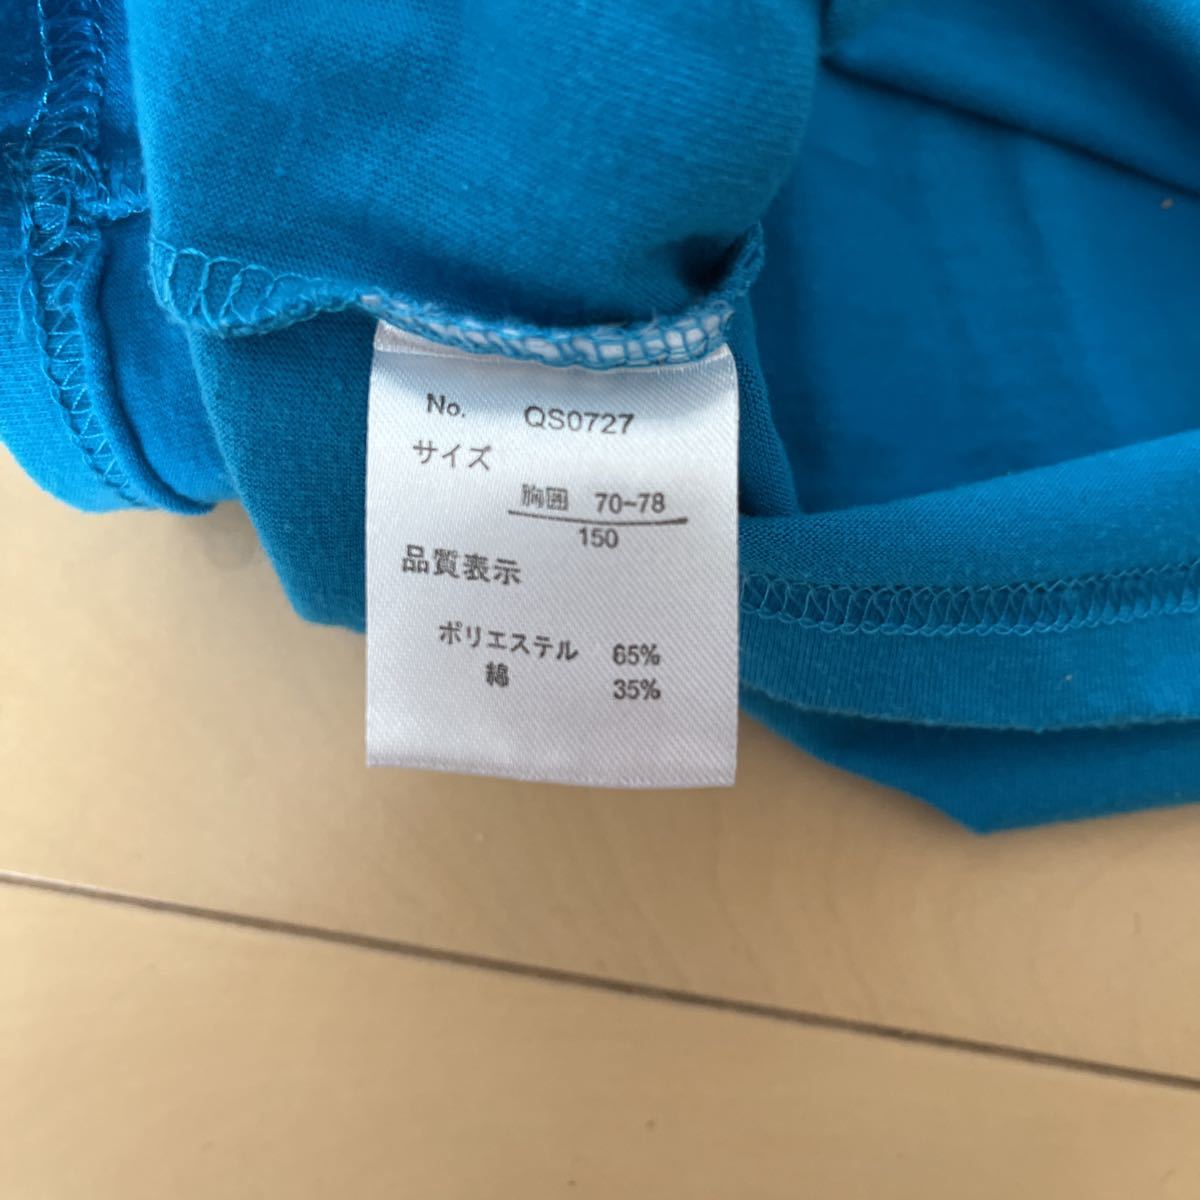 No. QS0727
サイズ
胸囲 70-78
150
品質表示
ポリエステル 65%
綿 35%